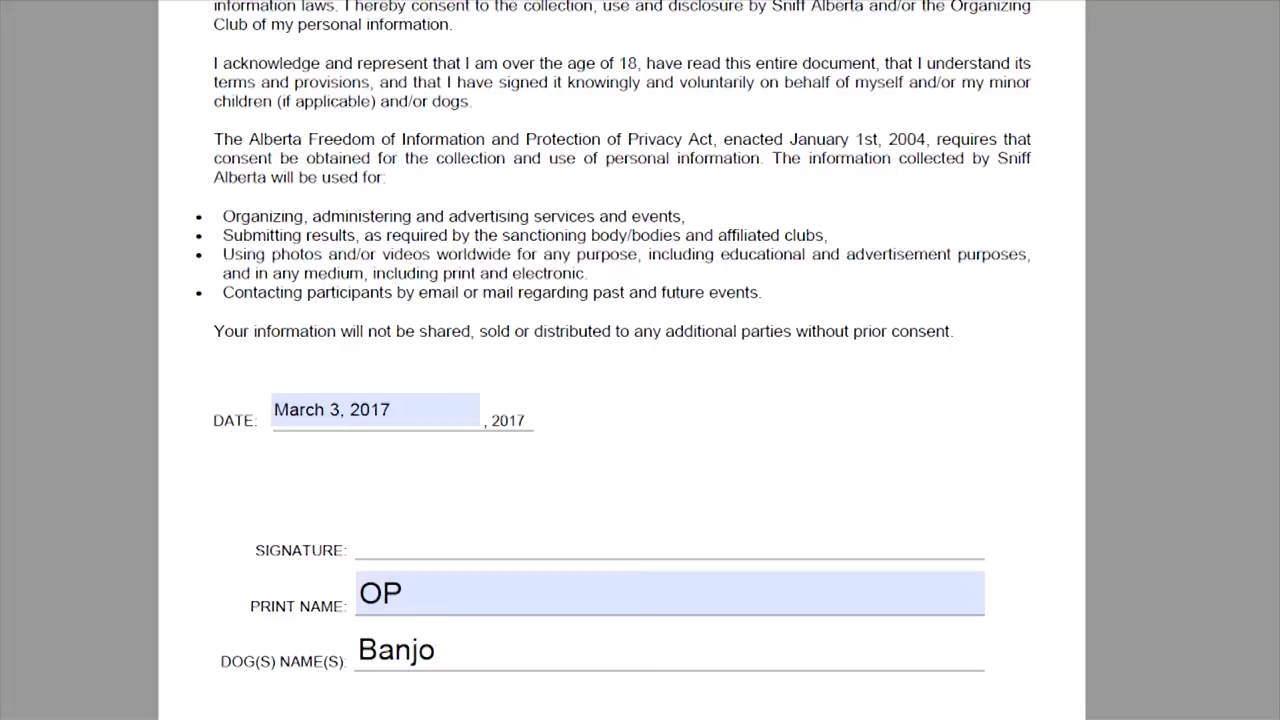 information laws. I hereby consent to the collection, use and disclosure by Sniff Alberta and/or the Organizing
Club of my personal information.
I acknowledge and represent that I am over the age of 18, have read this entire document, that I understand its
terms and provisions, and that I have signed it knowingly and voluntarily on behalf of myself and/or my minor
children (if applicable) and/or dogs.
The Alberta Freedom of Information and Protection of Privacy Act, enacted January 1st, 2004, requires that
consent be obtained for the collection and use of personal information. The information collected by Sniff
Alberta will be used for:
• Organizing, administering and advertising services and events,
• Submitting results, as required by the sanctioning body/bodies and affiliated clubs,
• Using photos and/or videos worldwide for any purpose, including educational and advertisement purposes,
and in any medium, including print and electronic.
• Contacting participants by email or mail regarding past and future events.
Your information will not be shared, sold or distributed to any additional parties without prior consent.
DATE: March 3, 2017 , 2017
SIGNATURE:
PRINT NAME: OP
DOG(S) NAME(S): Banjo